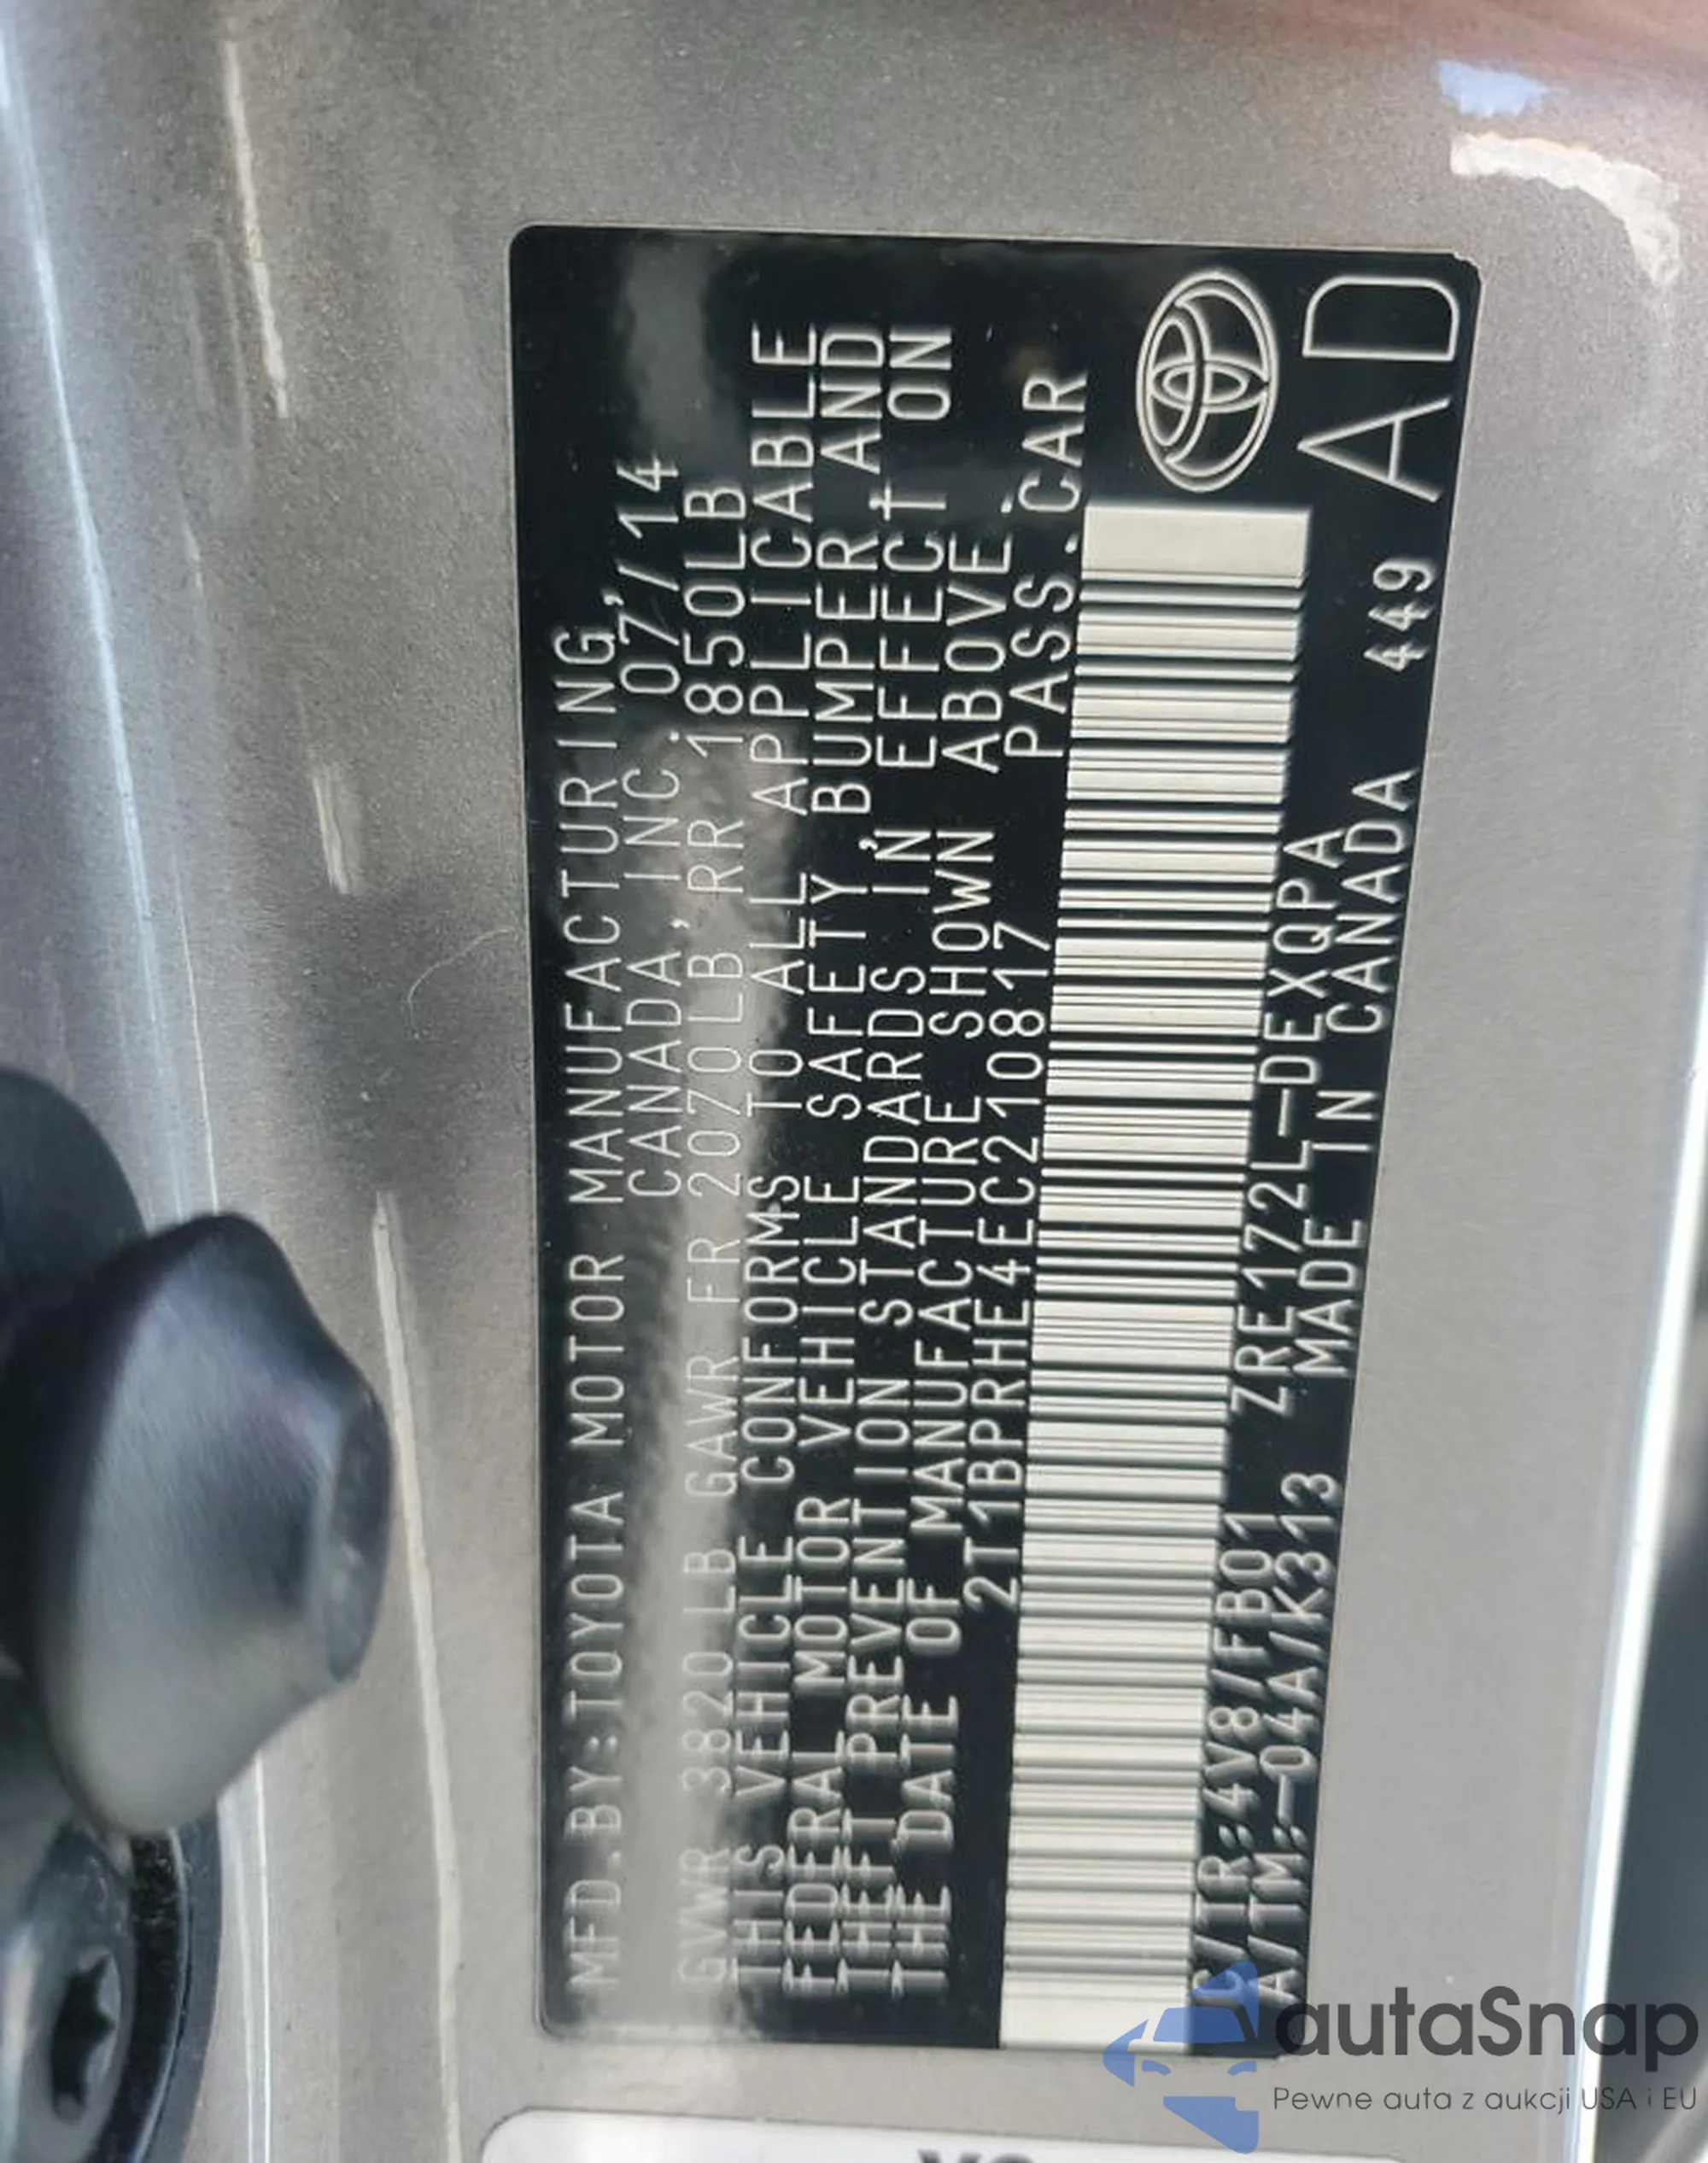 MFD.BY:TOYOTA MOTOR MANUFACTURING,
CANADA,INC. 07/14
GVWR 3820LB GAWR FR 2070LB,RR 1850LB
THIS VEHICLE CONFORMS TO ALL APPLICABLE
FEDERAL MOTOR VEHICLE SAFETY,BUMPER,AND
THEFT PREVENTION STANDARDS IN EFFECT ON
THE DATE OF MANUFACTURE SHOWN ABOVE.
2T1BPRHE4EC210817 PASS.CAR
C/TR:4V8/FB01 ZRE172L-DEXQPA
A/TM:-04A/K313 MADE IN CANADA 449
AD
autaSnap
Pewne auta z aukcji USA i EU